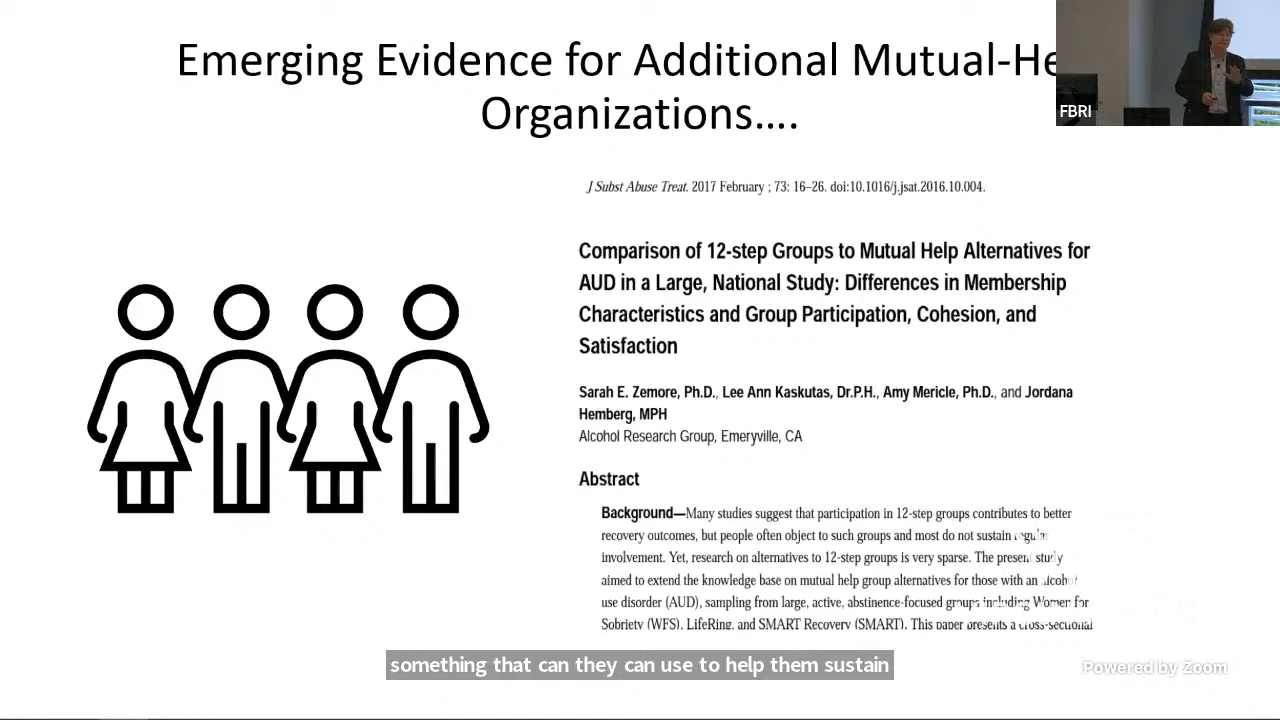 Emerging Evidence for Additional Mutual-He
Organizations....
FBRI
J Subst Abuse Treat. 2017 February ; 73: 16–26. doi:10.1016/j.jsat.2016.10.004.
Comparison of 12-step Groups to Mutual Help Alternatives for
AUD in a Large, National Study: Differences in Membership
Characteristics and Group Participation, Cohesion, and
Satisfaction
Sarah E. Zemore, Ph.D., Lee Ann Kaskutas, Dr.P.H., Amy Mericle, Ph.D., and Jordana
Hemberg, MPH
Alcohol Research Group, Emeryville, CA
Abstract
Background—Many studies suggest that participation in 12-step groups contributes to better
recovery outcomes, but people often object to such groups and most do not sustain regular
involvement. Yet, research on alternatives to 12-step groups is very sparse. The present study
aimed to extend the knowledge base on mutual help group alternatives for those with an alcohol
use disorder (AUD), sampling from large, active, abstinence-focused groups including Women for
Sobriety (WFS), LifeRing, and SMART Recovery (SMART). This paper presents a cross-sectional
something that can they can use to help them sustain
Powered by Zoom